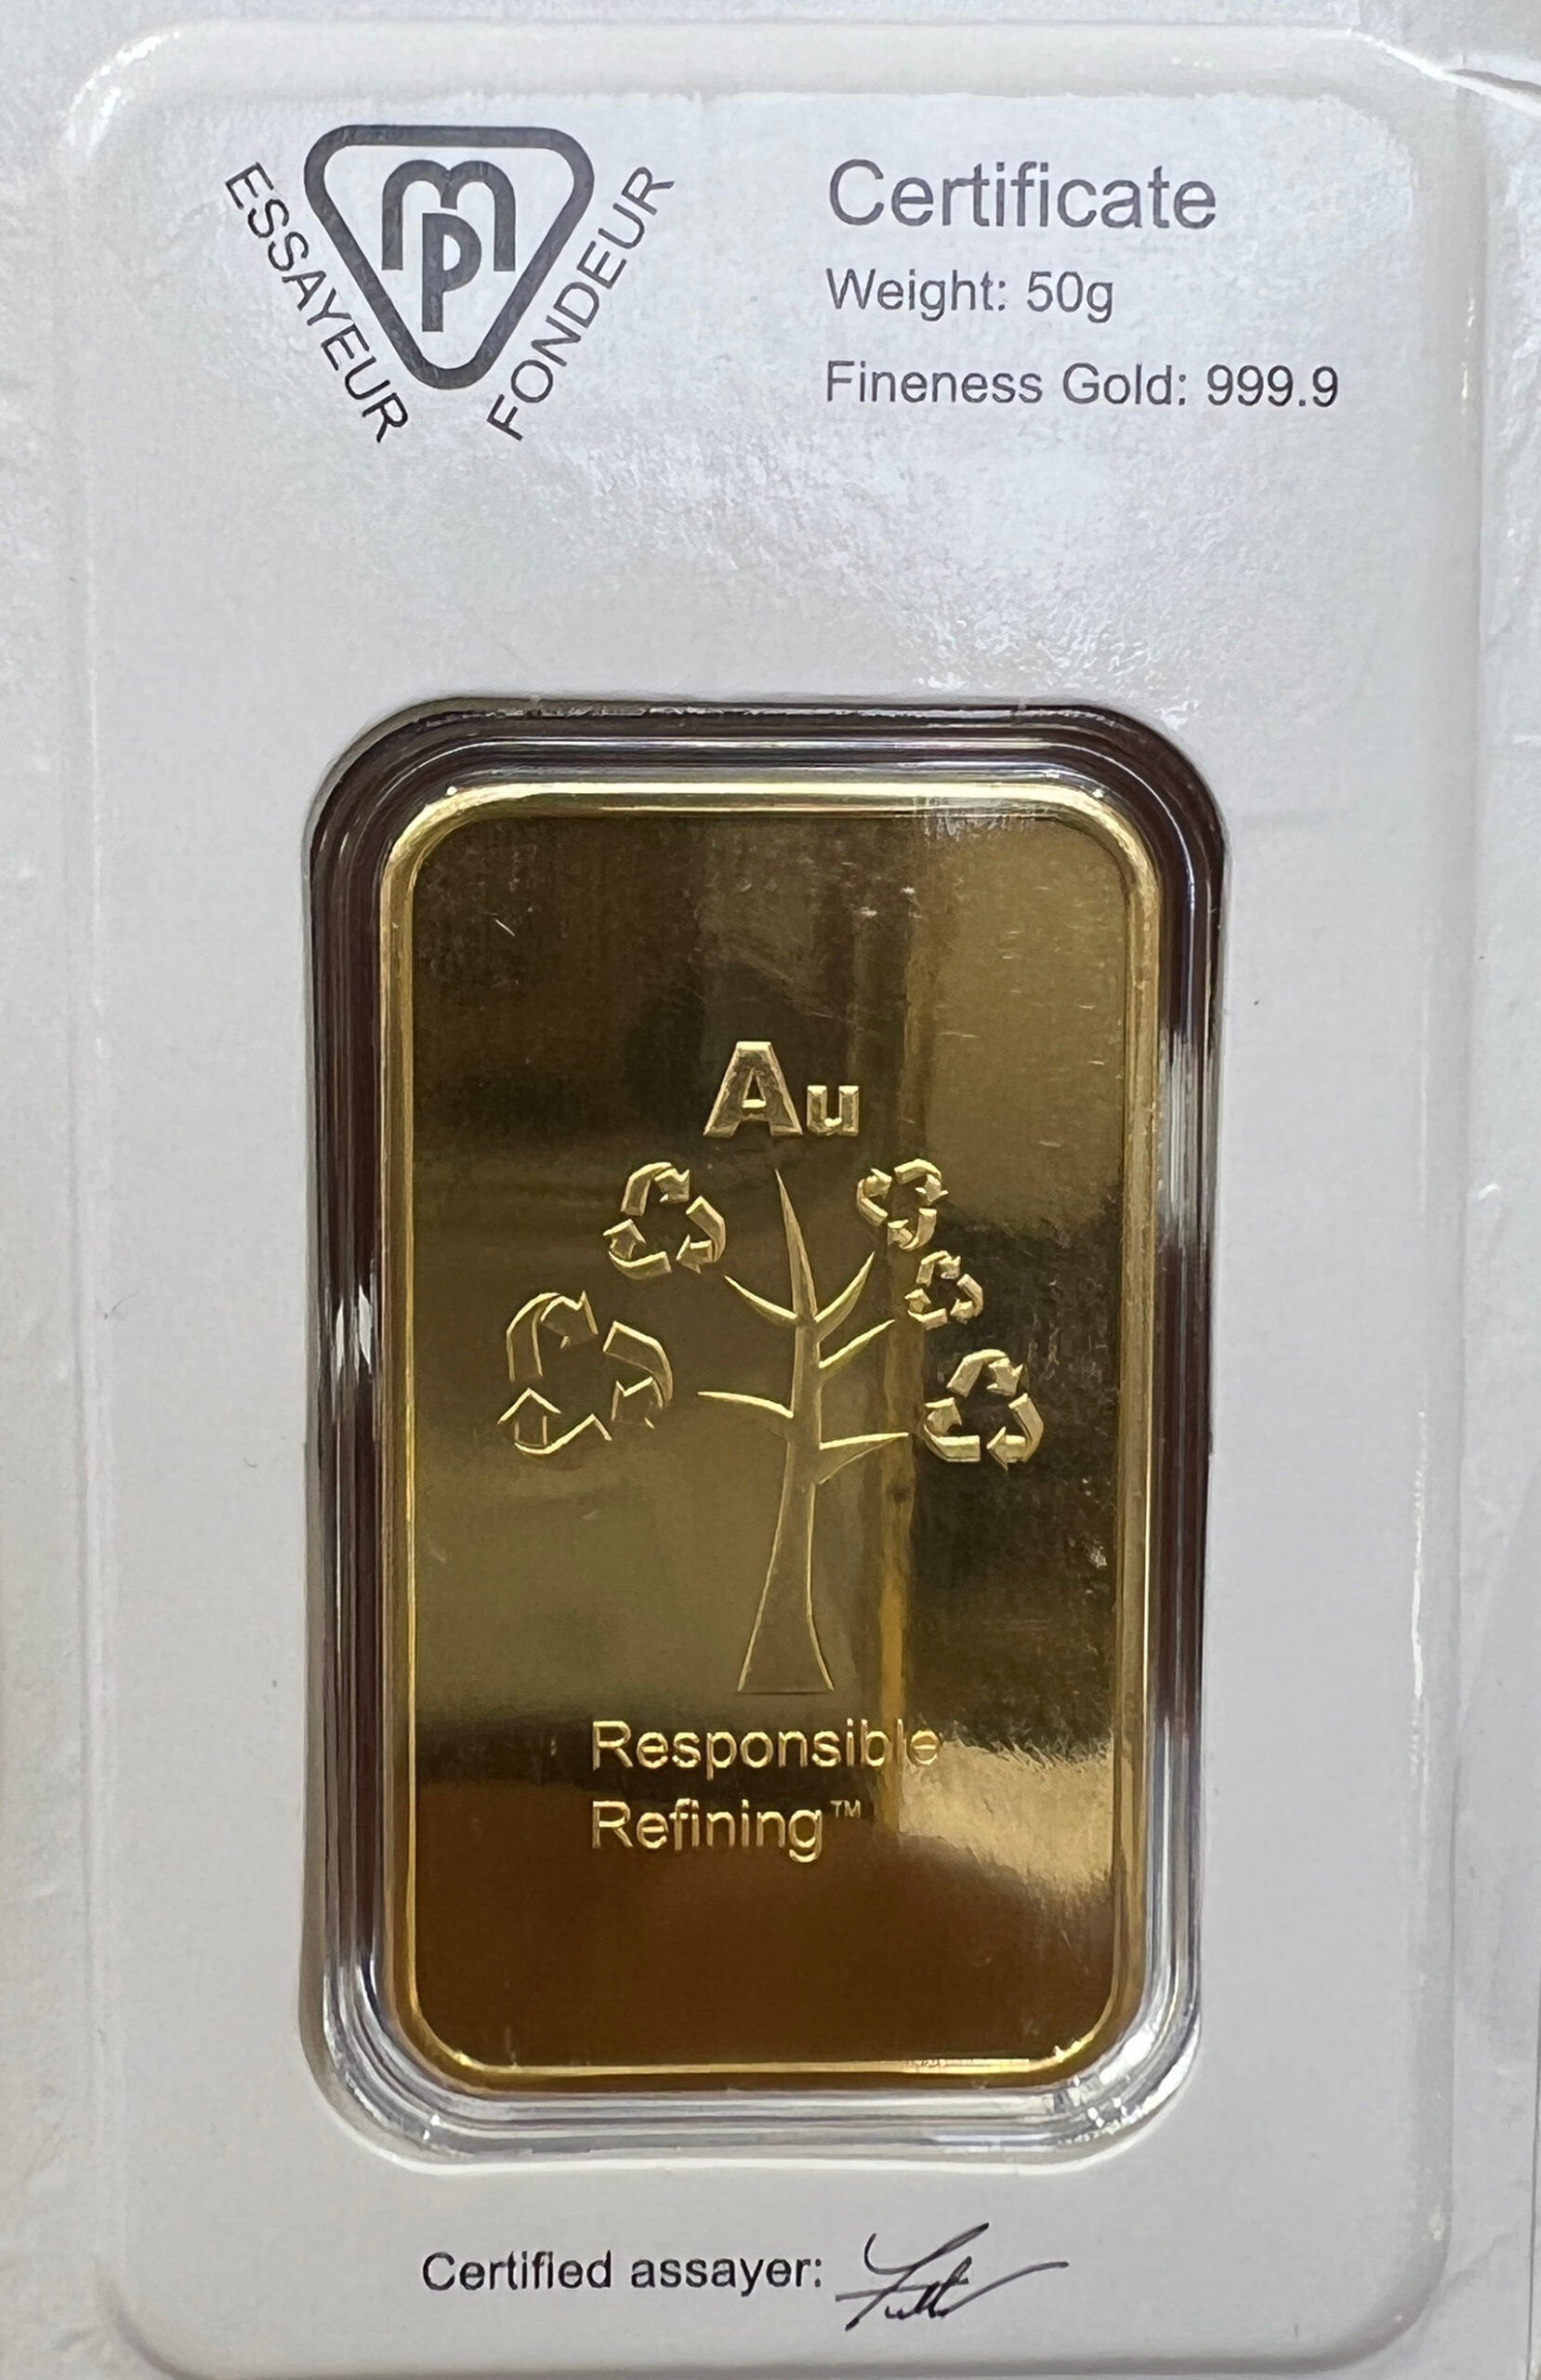 ESSAYEUR
mp
FONDEUR
Certificate
Weight: 50g
Fineness Gold: 999.9
Au
Responsible
Refining™
Certified assayer: